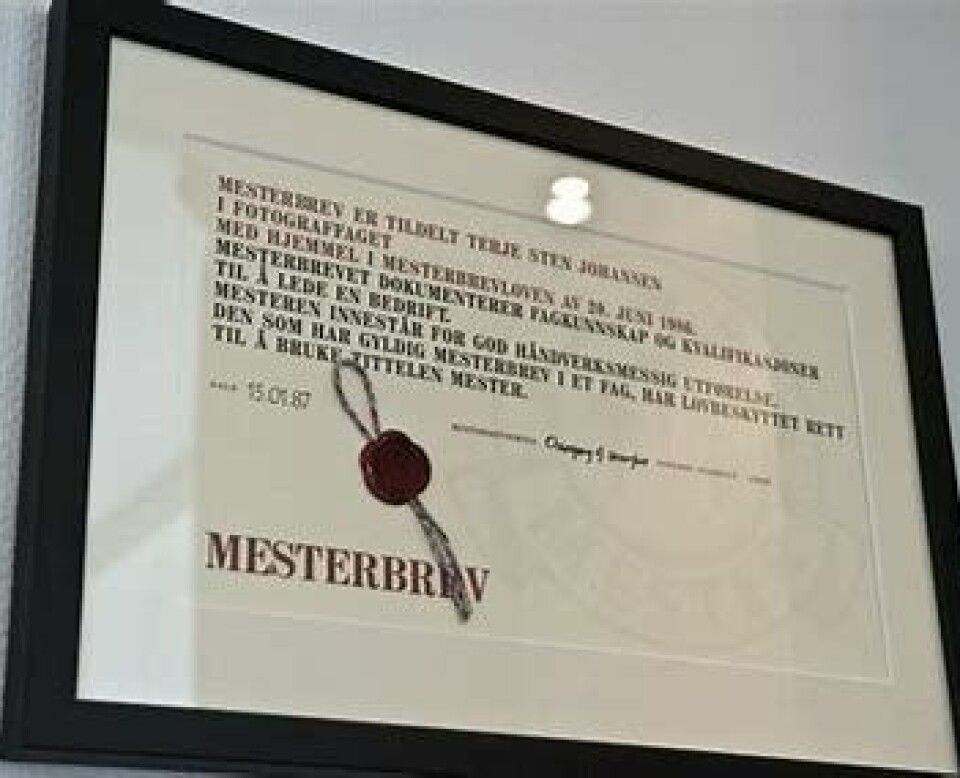 MESTERBREV ER TILDELT TERJE STEN JOHANSEN
I FOTOGRAFFAGET
MED HJEMMEL I MESTERBREVLOVEN AV 20. JUNI 1986.
MESTERBREVET DOKUMENTERER FAGKUNNSKAP OG KVALIFIKASJONER
TIL Å LEDE EN BEDRIFT.
MESTEREN INNESTÅR FOR GOD HÅNDVERKSMESSIG UTFØRELSE.
DEN SOM HAR GYLDIG MESTERBREV I ET FAG, HAR LOVBESKYTTET RETT
TIL Å BRUKE TITTELEN MESTER.
15.01.87
MESTERBREV